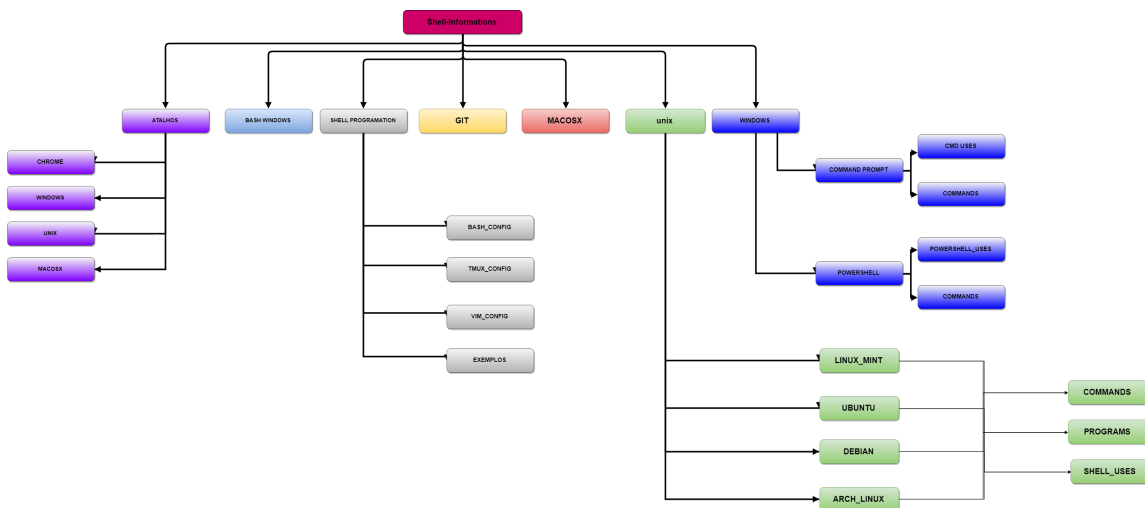 Shell-Informations
ATALHOS
BASH WINDOWS
SHELL PROGRAMATION
GIT
MACOSX
unix
WINDOWS
CHROME
WINDOWS
UNIX
MACOSX
BASH_CONFIG
TMUX_CONFIG
VIM_CONFIG
EXEMPLOS
COMMAND PROMPT
CMD USES
COMMANDS
POWERSHELL
POWERSHELL_USES
COMMANDS
LINUX_MINT
UBUNTU
DEBIAN
ARCH_LINUX
COMMANDS
PROGRAMS
SHELL_USES